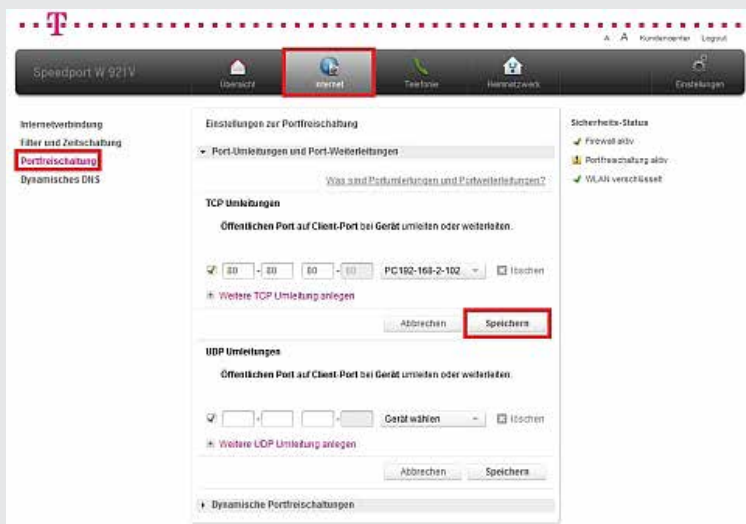 T
A A Kundencenter Logout
Speedport W 921V
Übersicht Internet Telefonie Heimnetzwerk Einstellungen
Internetverbindung
Filter und Zeitschaltung
Portfreischaltung
Dynamisches DNS
Einstellungen zur Portfreischaltung
Port-Umleitungen und Port-Weiterleitungen
Was sind Portumleitungen und Portweiterleitungen?
TCP Umleitungen
Öffentlichen Port auf Client-Port bei Gerät umleiten oder weiterleiten.
80 - 80 80 - 80 PC192-168-2-102 löschen
Weitere TCP Umleitung anlegen
Abbrechen Speichern
UDP Umleitungen
Öffentlichen Port auf Client-Port bei Gerät umleiten oder weiterleiten.
- - Gerät wählen löschen
Weitere UDP Umleitung anlegen
Abbrechen Speichern
Dynamische Portfreischaltungen
Sicherheits-Status
Firewall aktiv
Portfreischaltung aktiv
WLAN verschlüsselt